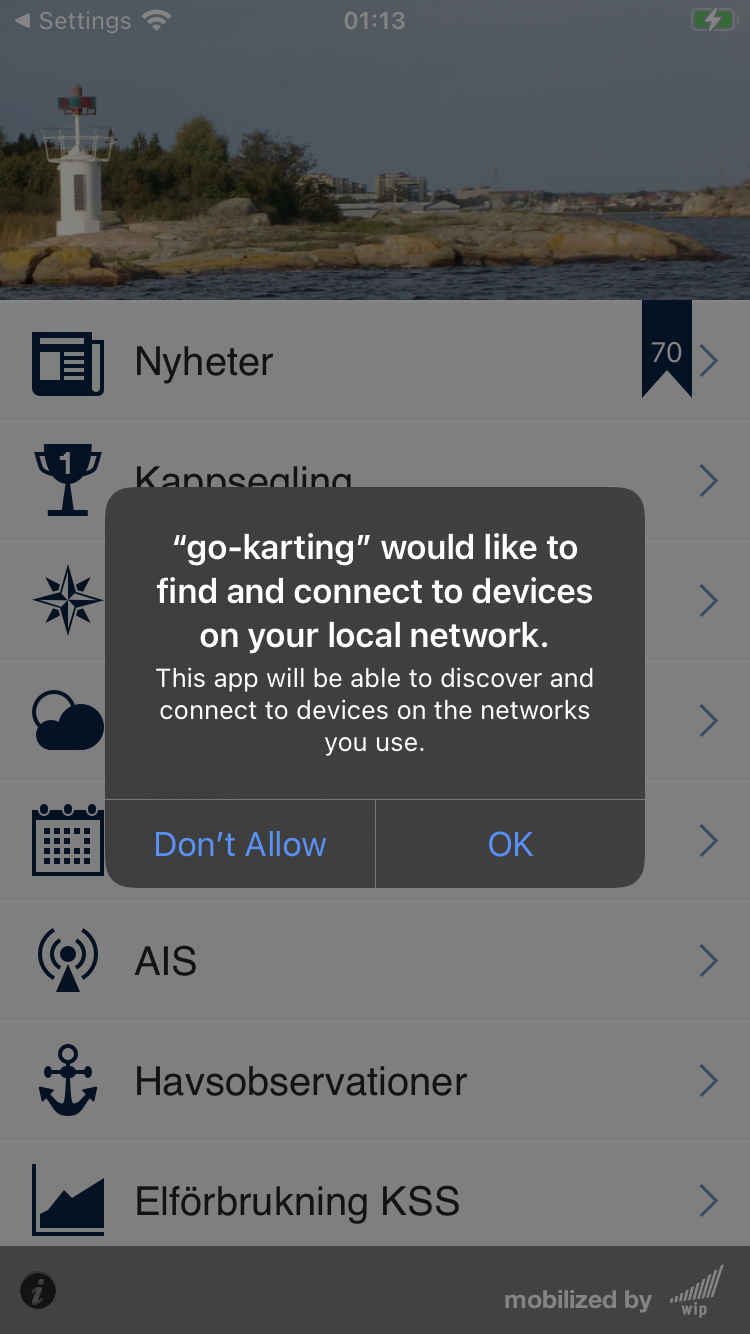 Settings 01:13
Nyheter 70
1
Kappsegling
“go-karting” would like to
find and connect to devices
on your local network.
This app will be able to discover and
connect to devices on the networks
you use.
Don’t Allow OK
AIS
Havsobservationer
Elförbrukning KSS
i mobilized by wip